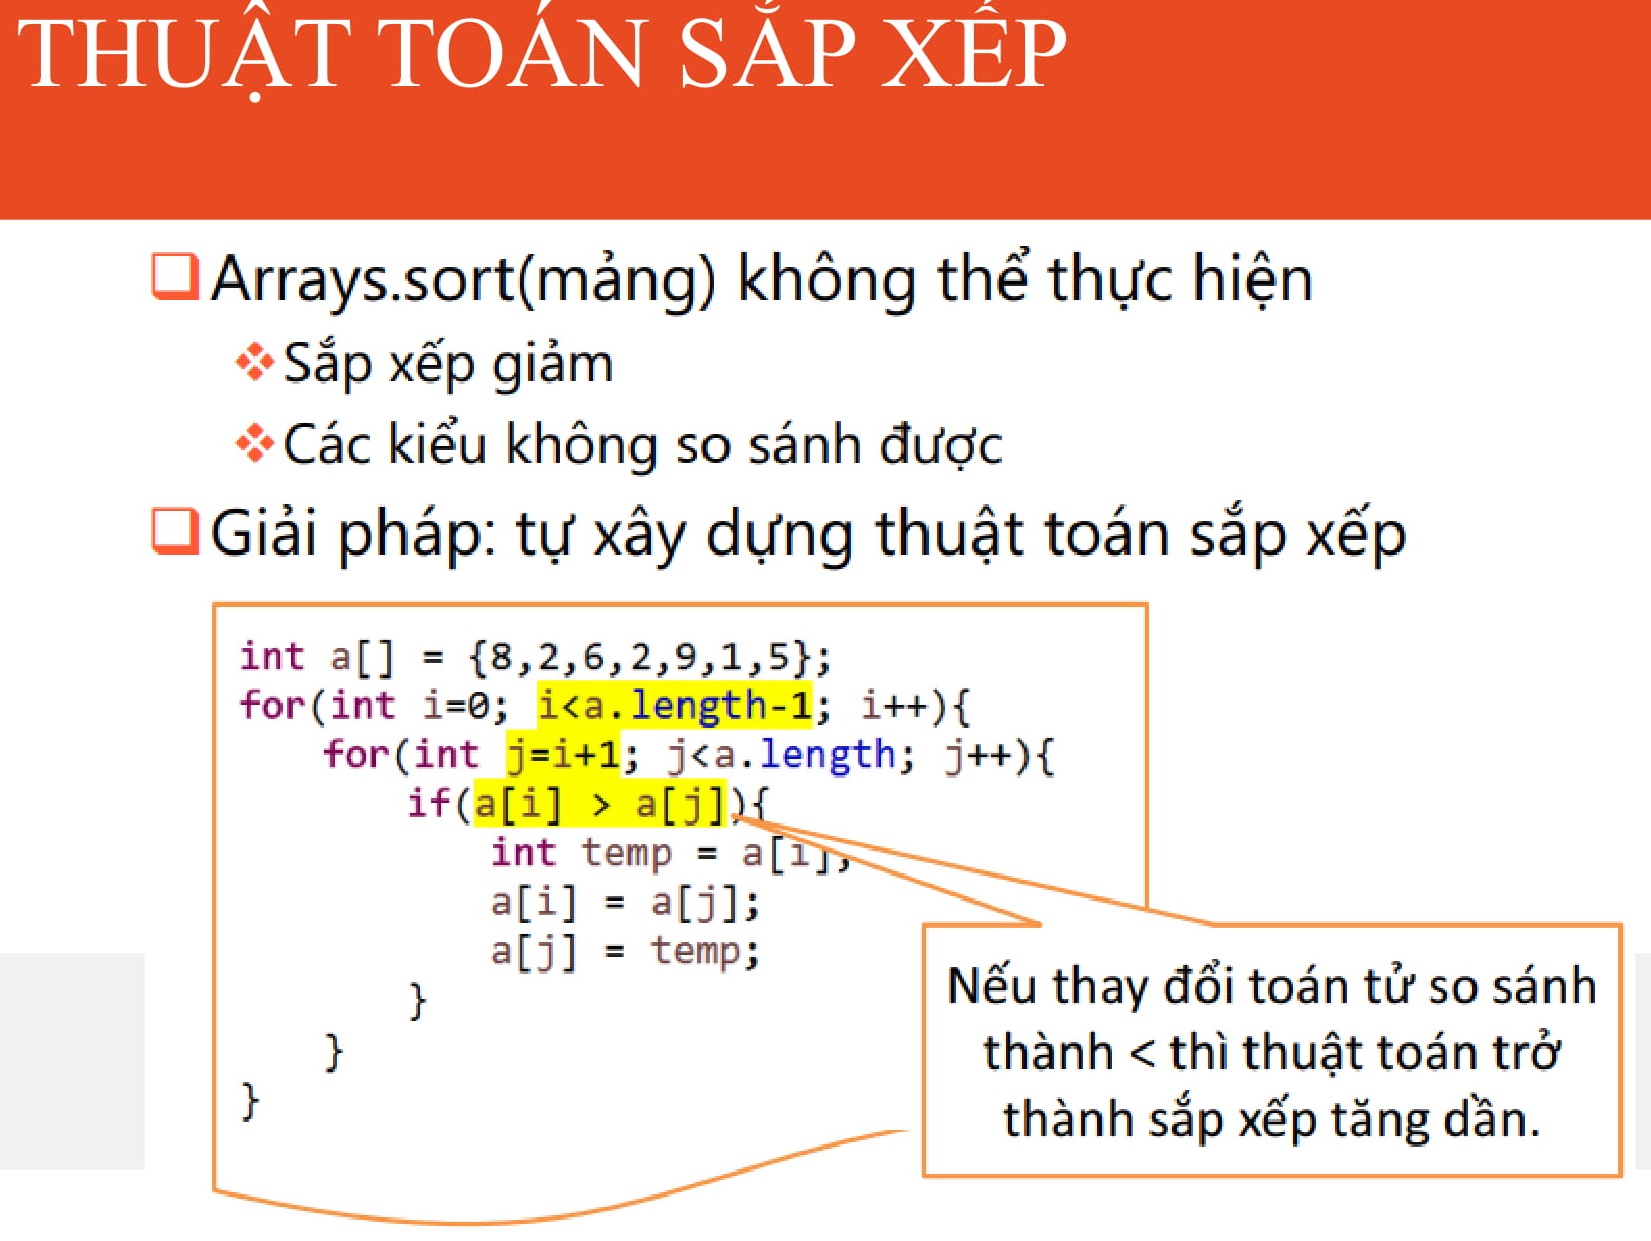 THUẬT TOÁN SẮP XẾP
Arrays.sort(mảng) không thể thực hiện
Sắp xếp giảm
Các kiểu không so sánh được
Giải pháp: tự xây dựng thuật toán sắp xếp
int a[] = {8,2,6,2,9,1,5};
for(int i=0; i<a.length-1; i++){
for(int j=i+1; j<a.length; j++){
if(a[i] > a[j]){
int temp = a[i];
a[i] = a[j];
a[j] = temp;
}
}
}
Nếu thay đổi toán tử so sánh
thành < thì thuật toán trở
thành sắp xếp tăng dần.